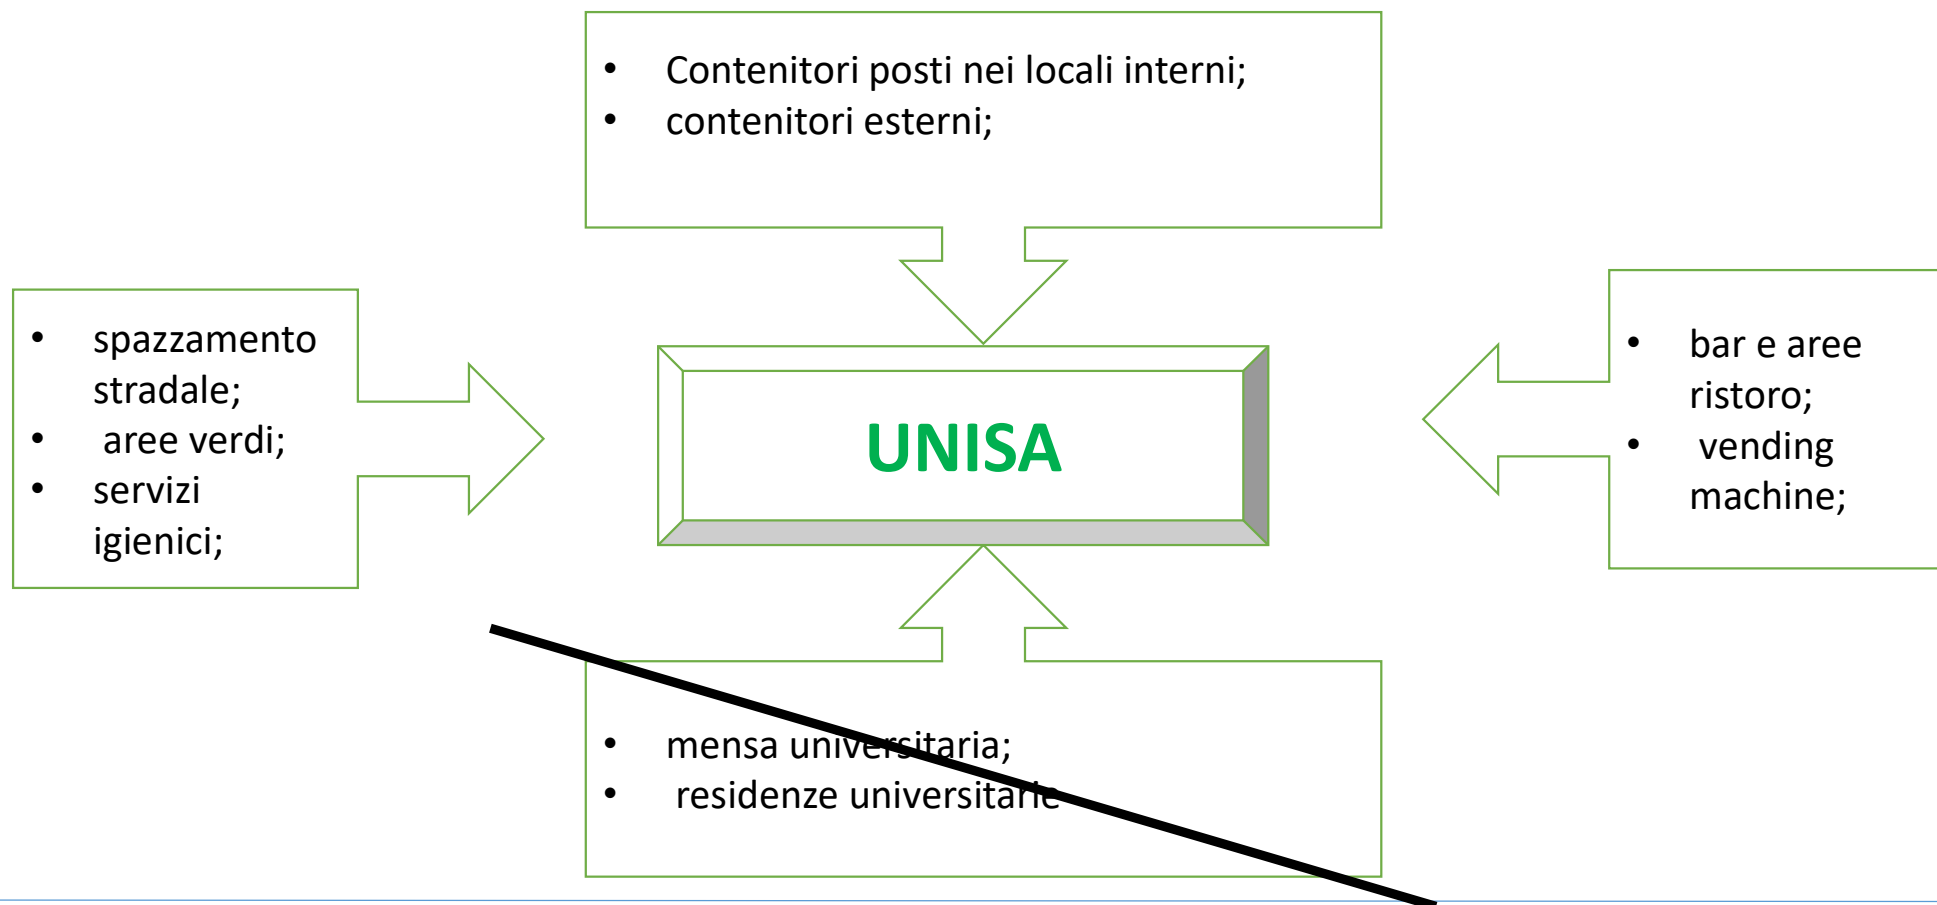 • Contenitori posti nei locali interni;
• contenitori esterni;
• spazzamento
stradale;
• aree verdi;
• servizi
igienici;
UNISA
• bar e aree
ristoro;
• vending
machine;
• mensa universitaria;
• residenze universitarie